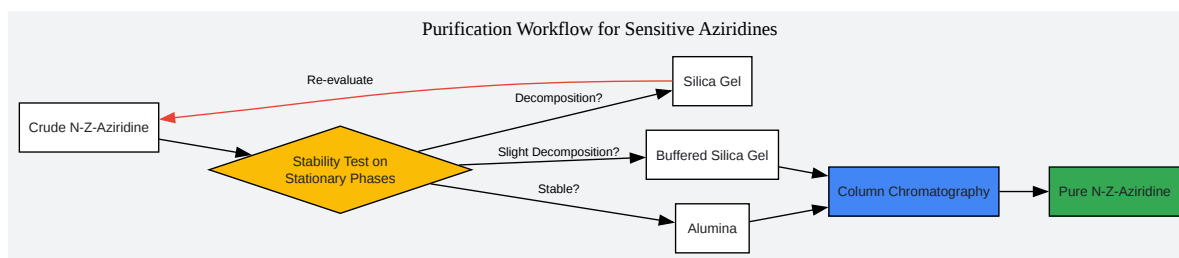 Purification Workflow for Sensitive Aziridines
Re-evaluate
Silica Gel
Decomposition?
Crude N-Z-Aziridine
Stability Test on
Stationary Phases
Slight Decomposition?
Buffered Silica Gel
Stable?
Alumina
Column Chromatography
Pure N-Z-Aziridine